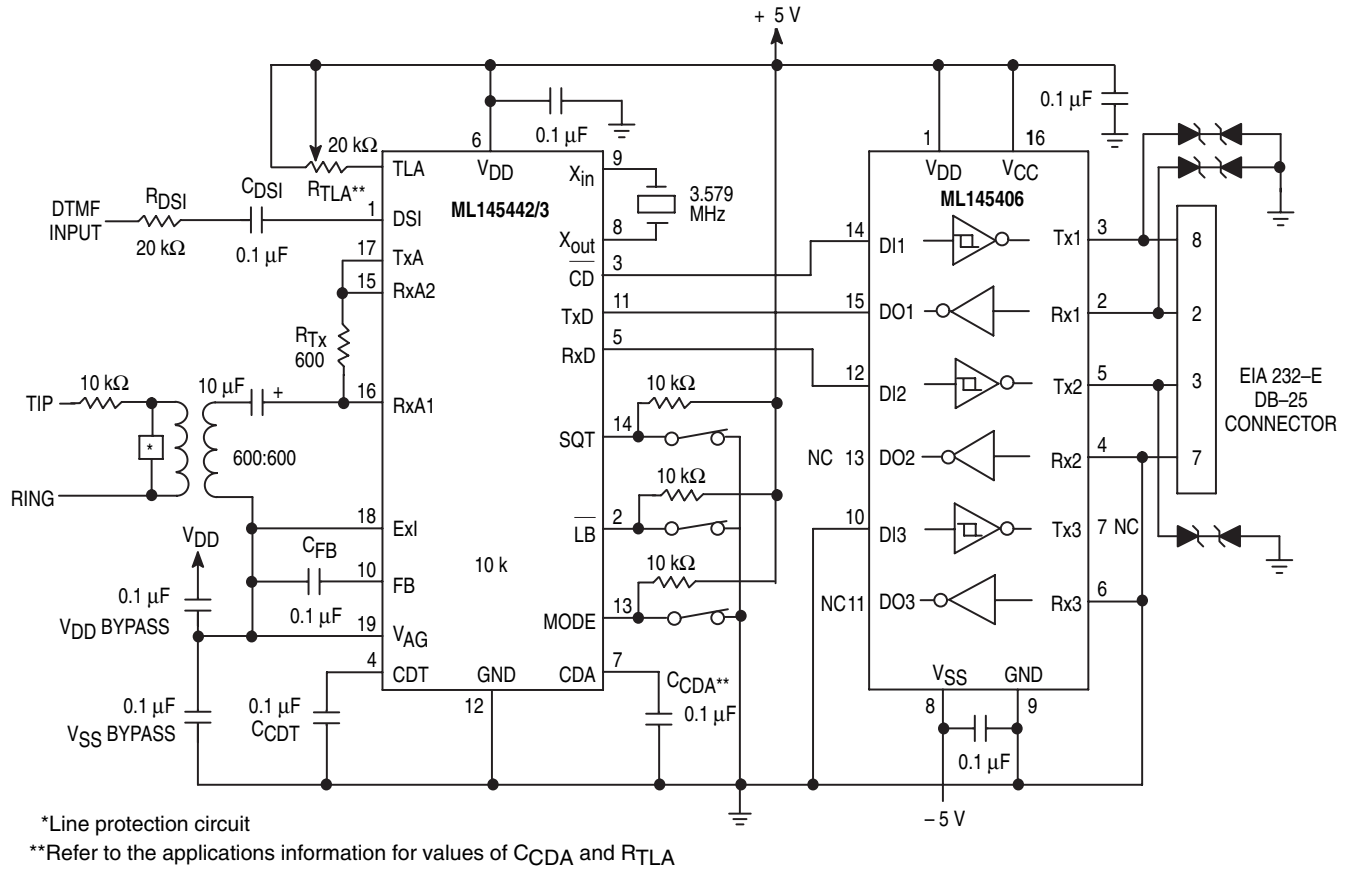 + 5 V
0.1 μF
0.1 μF
20 kΩ
RTLA**
6
VDD
TLA
ML145442/3
9
Xin
3.579
MHz
8
Xout
1
VDD
16
VCC
ML145406
DTMF
INPUT
RDSI
20 kΩ
CDSI
0.1 μF
1
DSI
17
TxA
15
RxA2
RTx
600
3
CD
11
TxD
5
RxD
14
DI1
Tx1
3
8
15
DO1
Rx1
2
2
12
DI2
Tx2
5
3
EIA 232–E
DB–25
CONNECTOR
TIP
10 kΩ
10 μF
+
16
RxA1
*
600:600
RING
10 kΩ
14
SQT
NC 13
DO2
Rx2
4
7
10 kΩ
2
LB
10
DI3
Tx3
7 NC
18
ExI
VDD
CFB
10
FB
0.1 μF
10 k
10 kΩ
13
MODE
NC 11
DO3
Rx3
6
0.1 μF
VDD BYPASS
19
VAG
4
CDT
GND
12
CDA
7
CCDA**
0.1 μF
VSS
8
GND
9
0.1 μF
0.1 μF
VSS BYPASS
0.1 μF
CCDT
– 5 V
*Line protection circuit
**Refer to the applications information for values of CCDA and RTLA